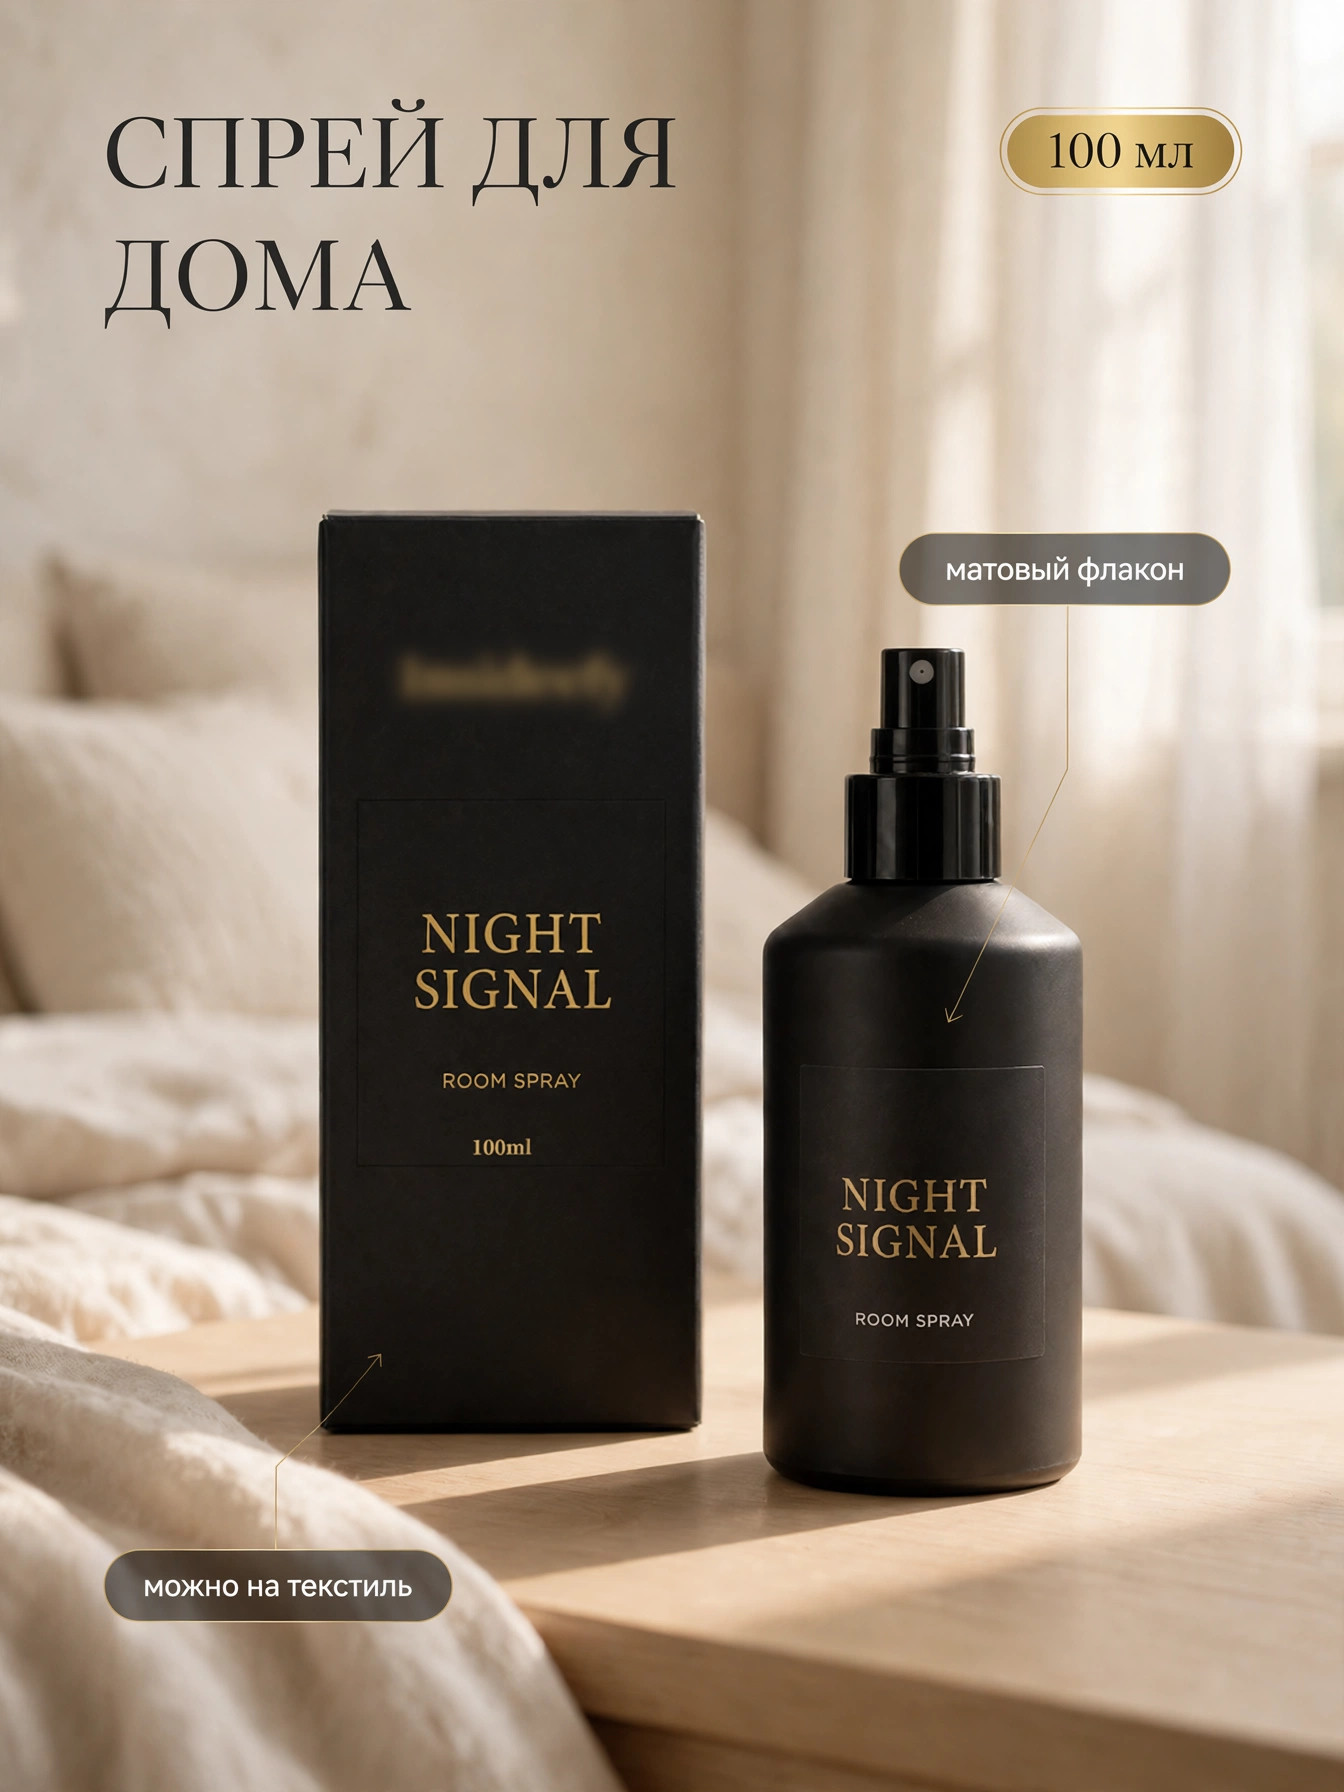 СПРЕЙ ДЛЯ
ДОМА
100 мл
матовый флакон
NIGHT
SIGNAL
ROOM SPRAY
100ml
NIGHT
SIGNAL
ROOM SPRAY
можно на текстиль